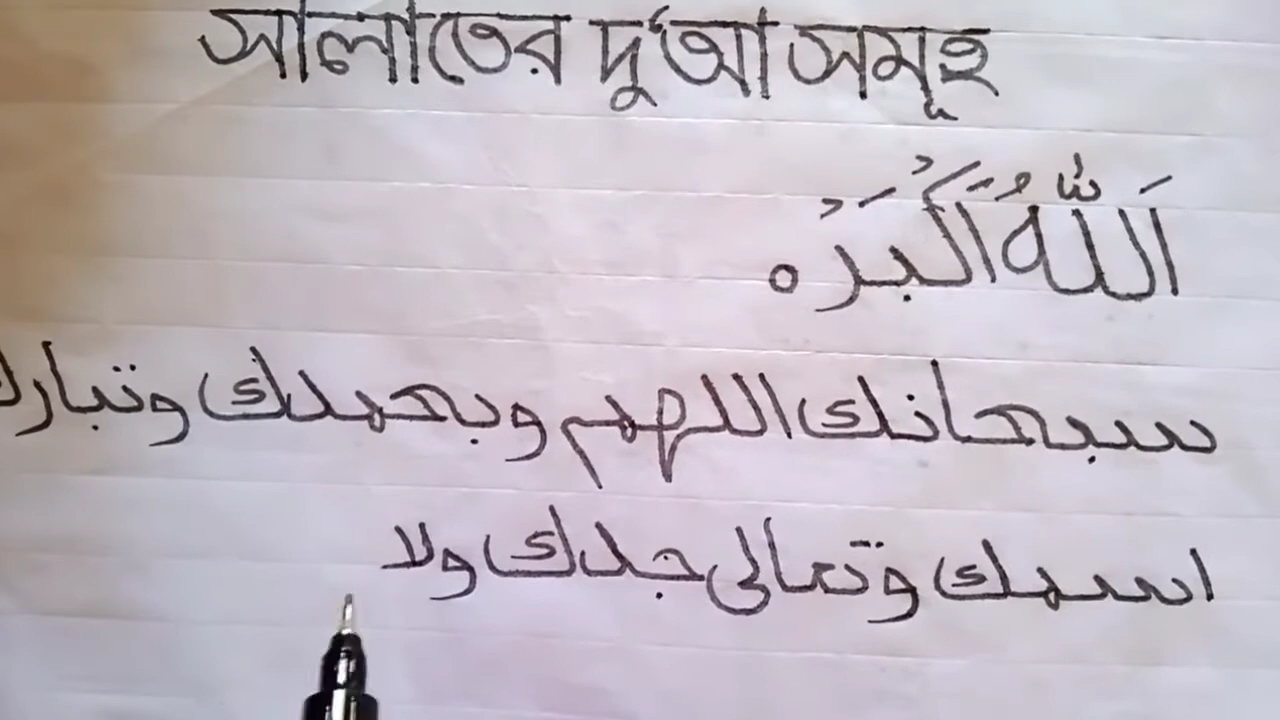 সালাতের দু'আ সমূহ
اَللّٰهُ اَكْبَرْ ه
سبحانك اللهم وبحمدك وتبارك
اسمك وتعالى جدك ولا